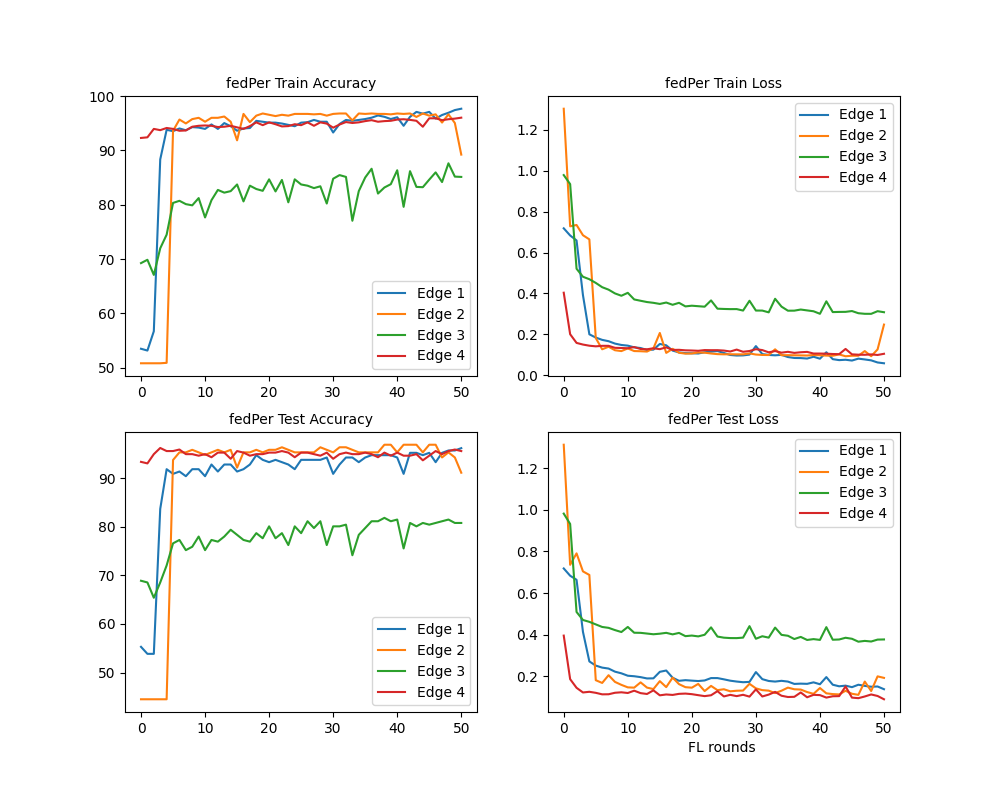 fedPer Train Accuracy
100
90
80
70
60
50
0 10 20 30 40 50
Edge 1
Edge 2
Edge 3
Edge 4
fedPer Train Loss
1.2
1.0
0.8
0.6
0.4
0.2
0.0
0 10 20 30 40 50
Edge 1
Edge 2
Edge 3
Edge 4
fedPer Test Accuracy
90
80
70
60
50
0 10 20 30 40 50
Edge 1
Edge 2
Edge 3
Edge 4
fedPer Test Loss
1.2
1.0
0.8
0.6
0.4
0.2
0 10 20 30 40 50
Edge 1
Edge 2
Edge 3
Edge 4
FL rounds